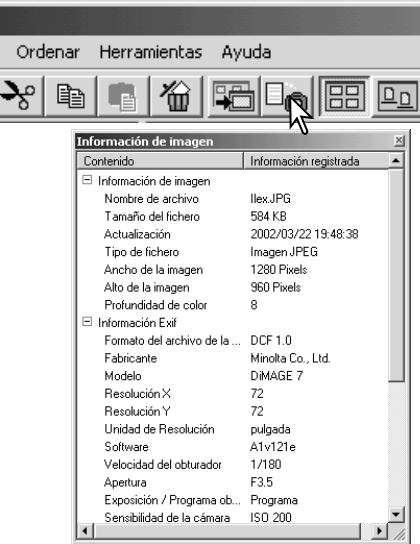 Ordenar Herramientas Ayuda
Información de imagen
Contenido Información registrada
Información de imagen
Nombre de archivo Ilex.JPG
Tamaño del fichero 584 KB
Actualización 2002/03/22 19:48:38
Tipo de fichero Imagen JPEG
Ancho de la imagen 1280 Pixels
Alto de la imagen 960 Pixels
Profundidad de color 8
Información Exif
Formato del archivo de la ... DCF 1.0
Fabricante Minolta Co., Ltd.
Modelo DiMAGE 7
Resolución X 72
Resolución Y 72
Unidad de Resolución pulgada
Software A1v121e
Velocidad del obturador 1/180
Apertura F3.5
Exposición / Programa ob... Programa
Sensibilidad de la cámara ISO 200